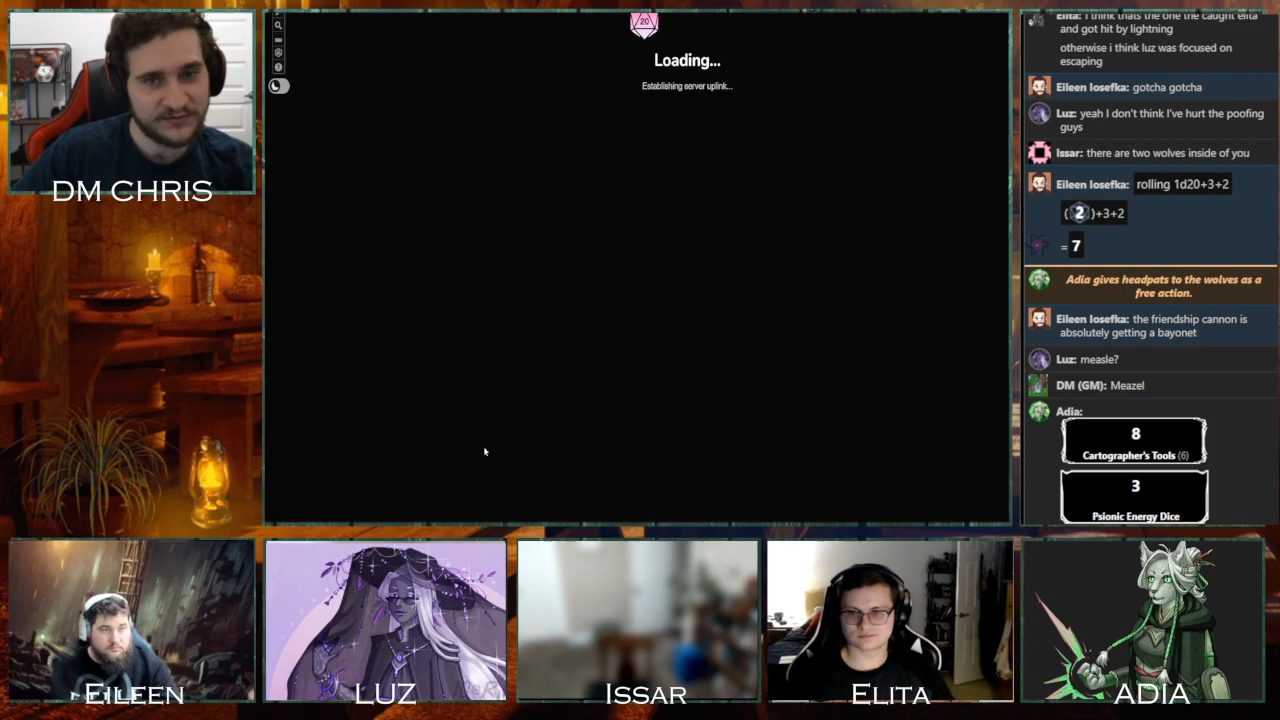 DM CHRIS
20
Loading...
Establishing server uplink...
Elita: I think thats the one the caught elita
and got hit by lightning
otherwise i think luz was focused on
escaping
Eileen Iosefka: gotcha gotcha
Luz: yeah I don't think I've hurt the poofing
guys
Issar: there are two wolves inside of you
Eileen Iosefka: rolling 1d20+3+2
(2)+3+2
= 7
Adia gives headpats to the wolves as a
free action.
Eileen Iosefka: the friendship cannon is
absolutely getting a bayonet
Luz: measle?
DM (GM): Meazel
Adia:
8
Cartographer's Tools (6)
3
Psionic Energy Dice
EILEEN
LUZ
ISSAR
ELITA
ADIA